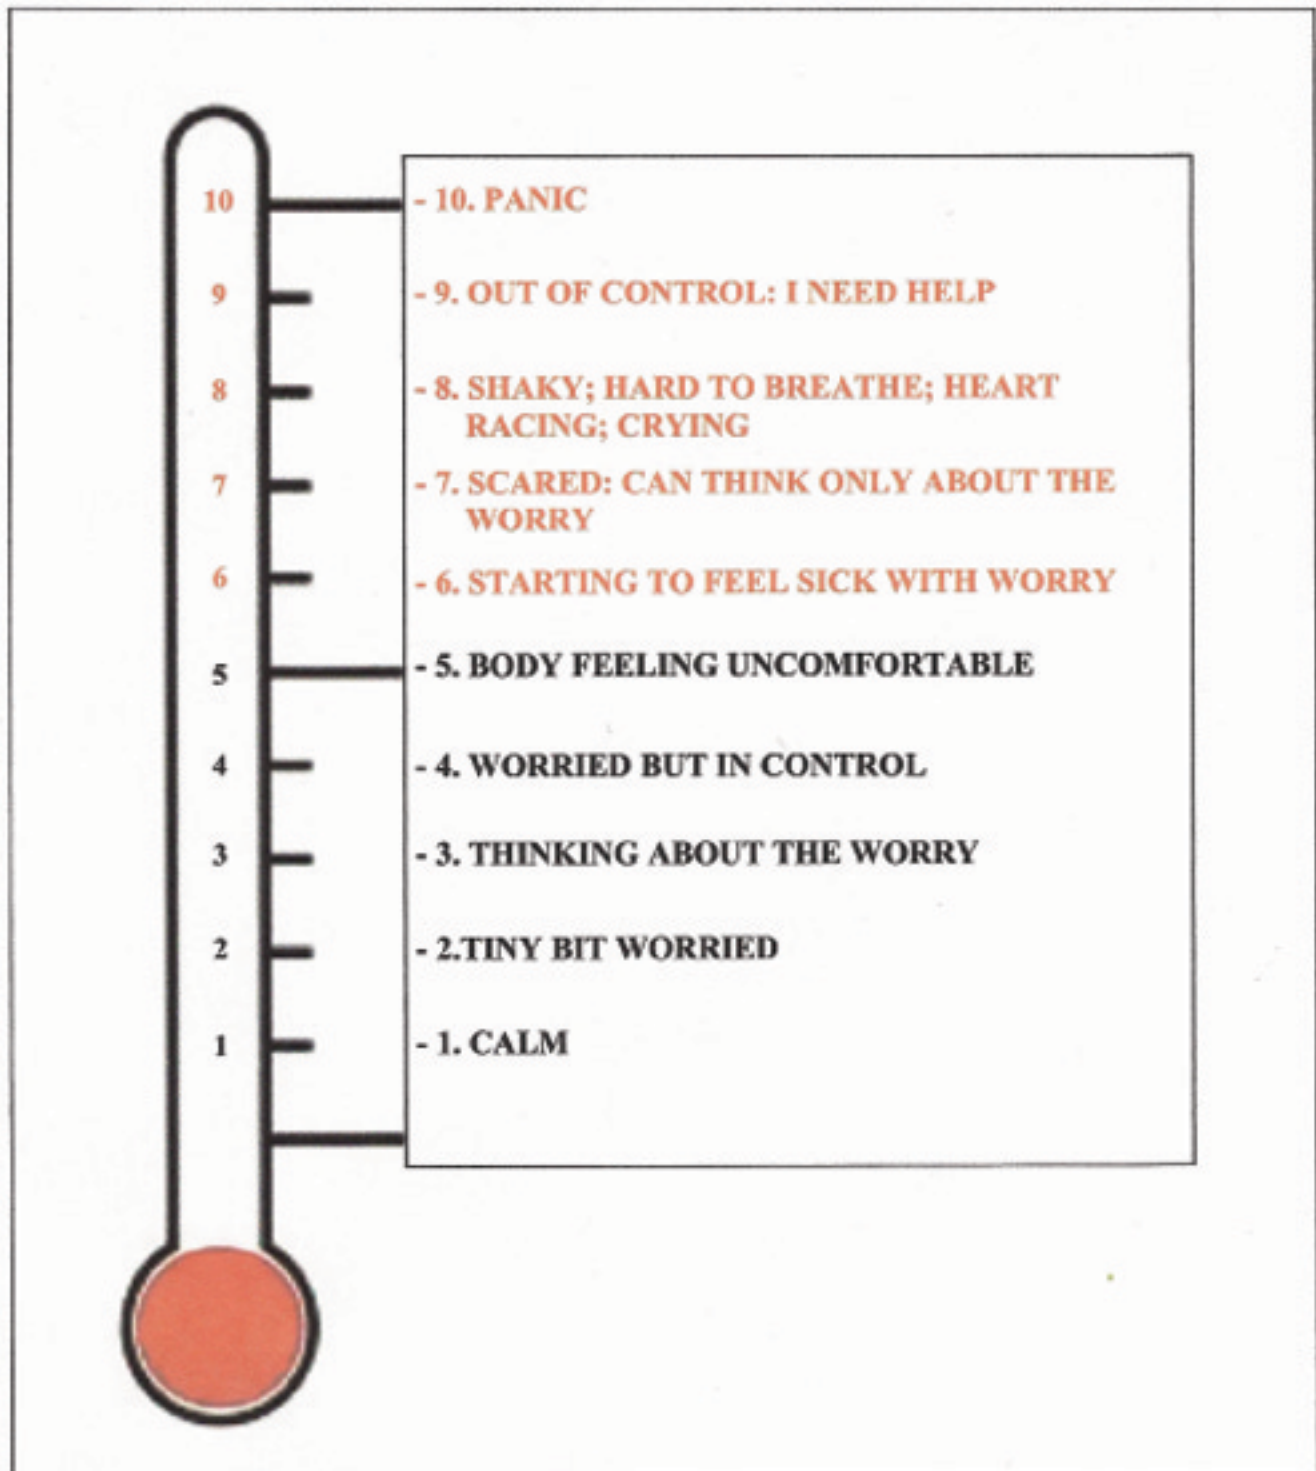 10
- 10. PANIC
9
- 9. OUT OF CONTROL: I NEED HELP
8
- 8. SHAKY; HARD TO BREATHE; HEART
RACING; CRYING
7
- 7. SCARED: CAN THINK ONLY ABOUT THE
WORRY
6
- 6. STARTING TO FEEL SICK WITH WORRY
5
- 5. BODY FEELING UNCOMFORTABLE
4
- 4. WORRIED BUT IN CONTROL
3
- 3. THINKING ABOUT THE WORRY
2
- 2.TINY BIT WORRIED
1
- 1. CALM